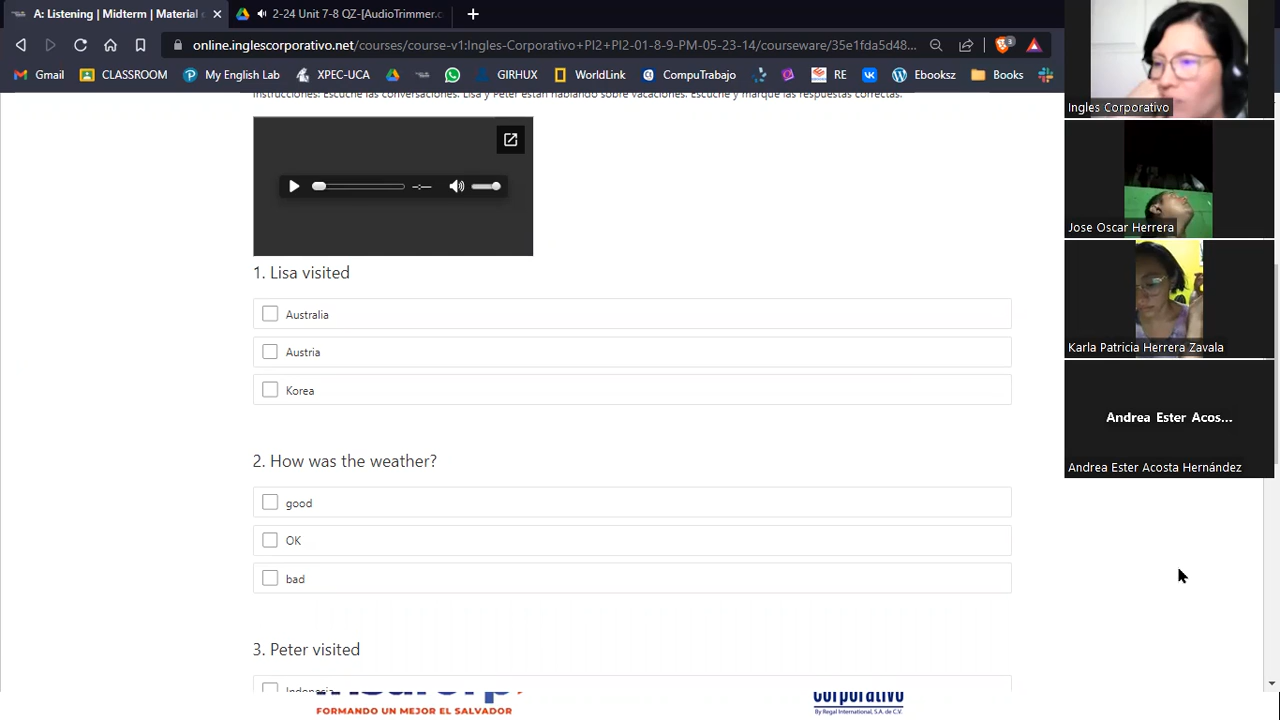 A: Listening | Midterm | Material
2-24 Unit 7-8 QZ-[AudioTrimmer.c
online.inglescorporativo.net/courses/course-v1:Ingles-Corporativo+PI2+PI2-01-8-9-PM-05-23-14/courseware/35e1fda5d48...
3
Gmail
CLASSROOM
My English Lab
XPEC-UCA
GIRHUX
WorldLink
CompuTobajo
RE
Ebooksz
Books
Instrucciones: Escuche las conversaciones. Lisa y Peter están hablando sobre vacaciones. Escuche y marque las respuestas correctas.
-:-
1. Lisa visited
Australia
Austria
Korea
2. How was the weather?
good
OK
bad
3. Peter visited
Indonesia
FORMANDO UN MEJOR EL SALVADOR
corporativo
by Regal International, S.A. de C.V.
Ingles Corporativo
Jose Oscar Herrera
Karla Patricia Herrera Zavala
Andrea Ester Acos...
Andrea Ester Acosta Hernández